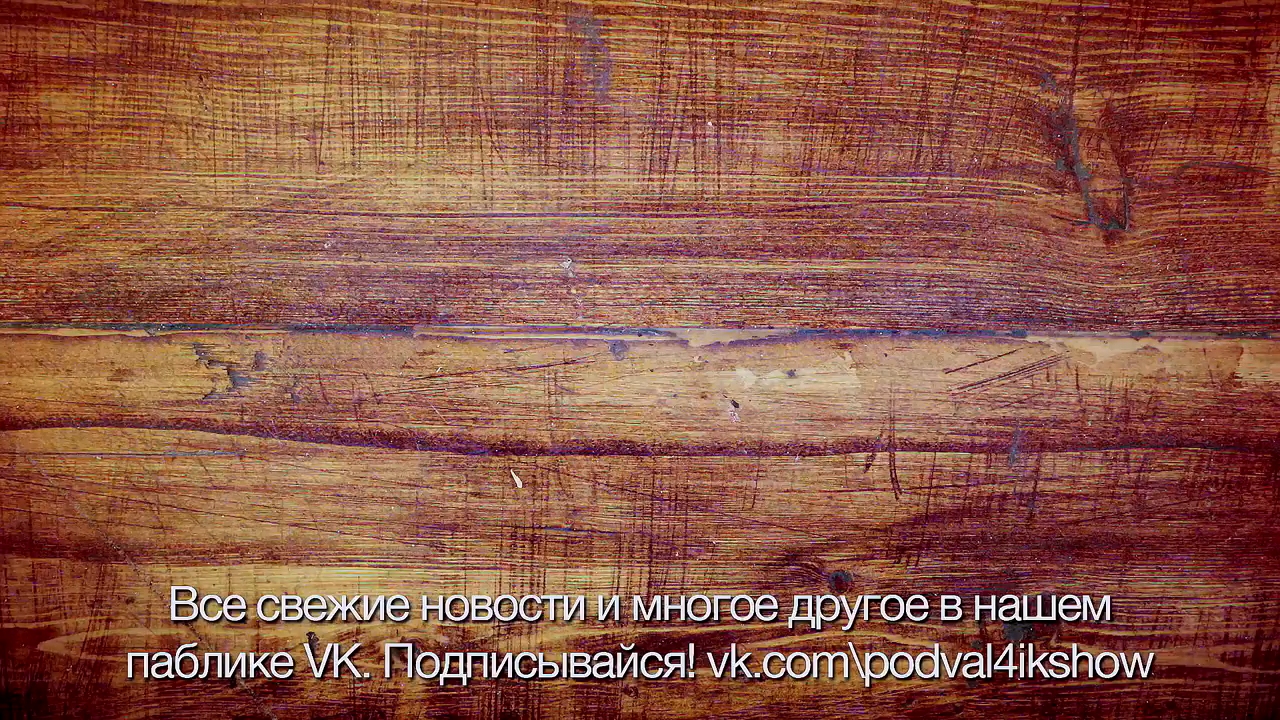 Все свежие новости и многое другое в нашем
паблике VK. Подписывайся! vk.com\podval4ikshow